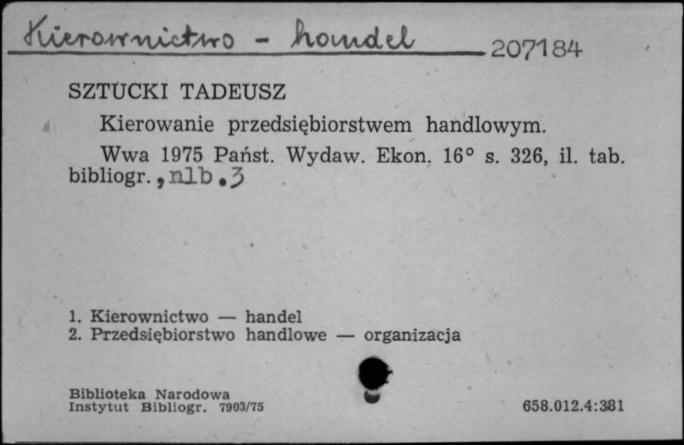 Kierownictwo - handel
207184
SZTUCKI TADEUSZ
Kierowanie przedsiębiorstwem handlowym.
Wwa 1975 Państ. Wydaw. Ekon. 16° s. 326, il. tab.
bibliogr. , nlb.3
1. Kierownictwo — handel
2. Przedsiębiorstwo handlowe — organizacja
Biblioteka Narodowa
Instytut Bibliogr. 7903/75
658.012.4:381